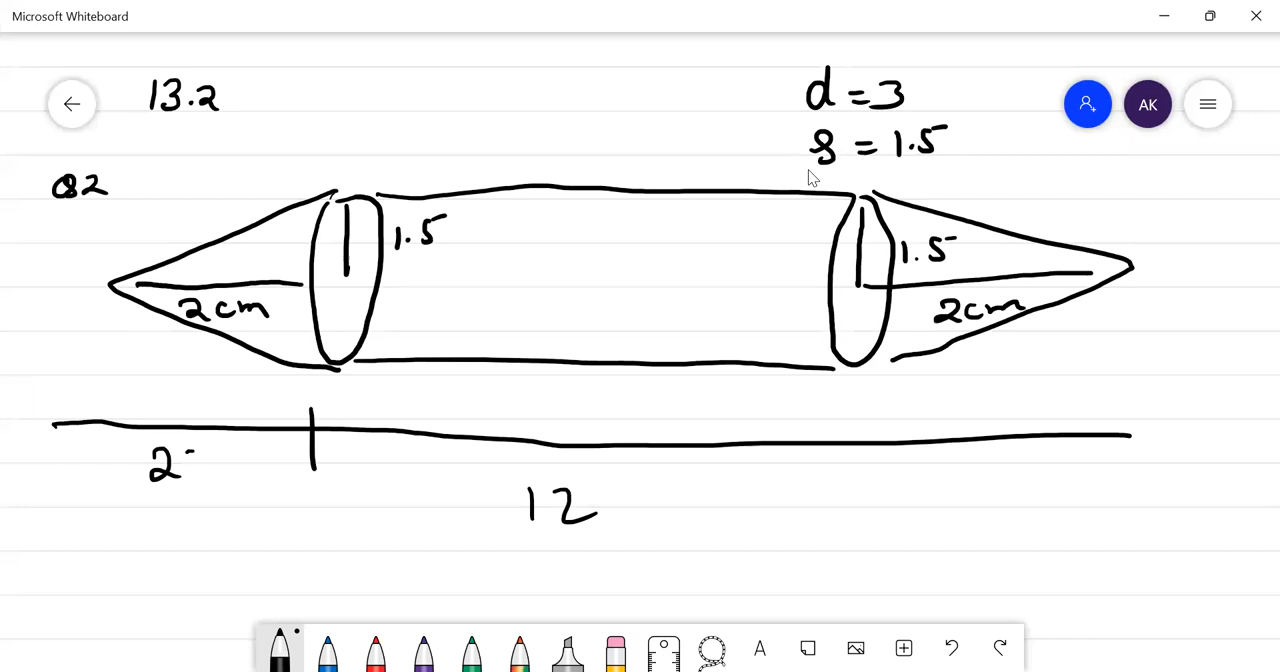 Microsoft Whiteboard
13.2
d = 3
r = 1.5
AK
Q2
1.5
1.5
2cm
2cm
2
12
A